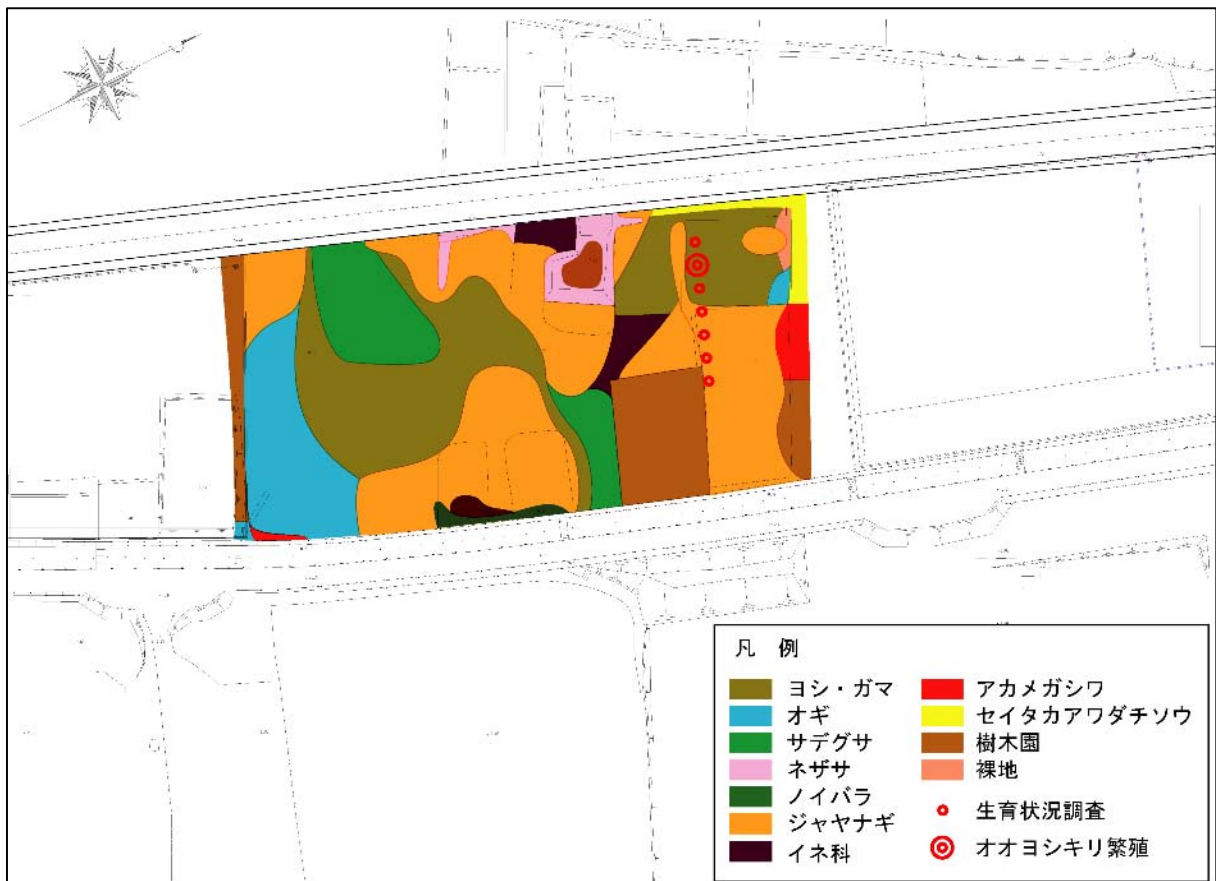 凡 例
ヨシ・ガマ
オギ
サデグサ
ネザサ
ノイバラ
ジャヤナギ
イネ科
アカメガシワ
セイタカアワダチソウ
樹木園
裸地
生育状況調査
オオヨシキリ繁殖